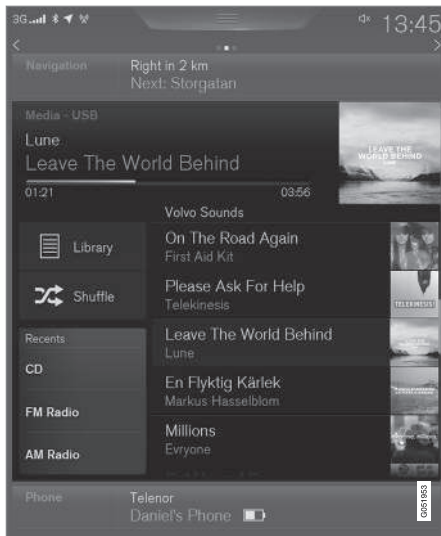 3G 13:45
Navigation
Right in 2 km
Next: Storgatan
Media - USB
Lune
Leave The World Behind
01:21 03:56
LEAVE THE
WORLD BEHIND
LUNE
Volvo Sounds
Library
Shuffle
On The Road Again
First Aid Kit
Please Ask For Help
Telekinesis
TELEKINESIS!
Leave The World Behind
Lune
En Flyktig Kärlek
Markus Hasselblom
Millions
Evryone
Recents
CD
FM Radio
AM Radio
Phone
Telenor
Daniel's Phone
G051953